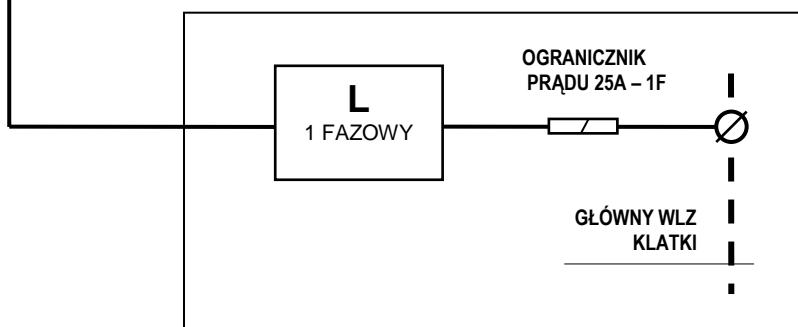 OGRANICZNIK
PRĄDU 25A – 1F
L
1 FAZOWY
GŁÓWNY WLZ
KLATKI